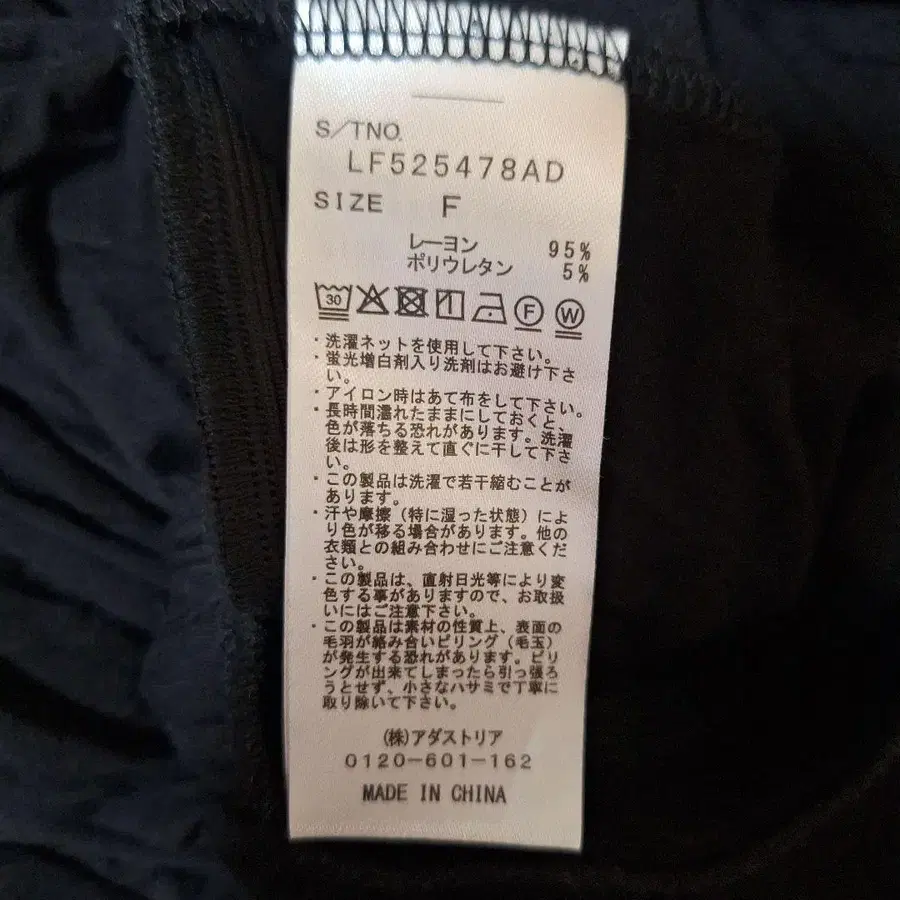 S/TNO.
LF525478AD
SIZE F
レーヨン 95%
ポリウレタン 5%
30 F W
・洗濯ネットを使用して下さい。
・蛍光増白剤入り洗剤はお避け下さ
い。
・アイロン時はあて布をして下さい。
・長時間濡れたままにしておくと、
色が落ちる恐れがあります。洗濯
後は形を整えて直ぐに干して下さ
い。
・この製品は洗濯で若干縮むことが
あります。
・汗や摩擦（特に湿った状態）によ
り色が移る場合があります。他の
衣類との組み合わせにご注意くだ
さい。
・この製品は、直射日光等により変
色する事がありますので、お取扱
いにはご注意下さい。
・この製品は素材の性質上、表面の
毛羽が絡み合いピリング（毛玉）
が発生する恐れがあります。ピリ
ングが出来てしまったら引っ張ろ
うとせず、小さなハサミで丁寧に
取り除いて下さい。
(株)アダストリア
0120-601-162
MADE IN CHINA